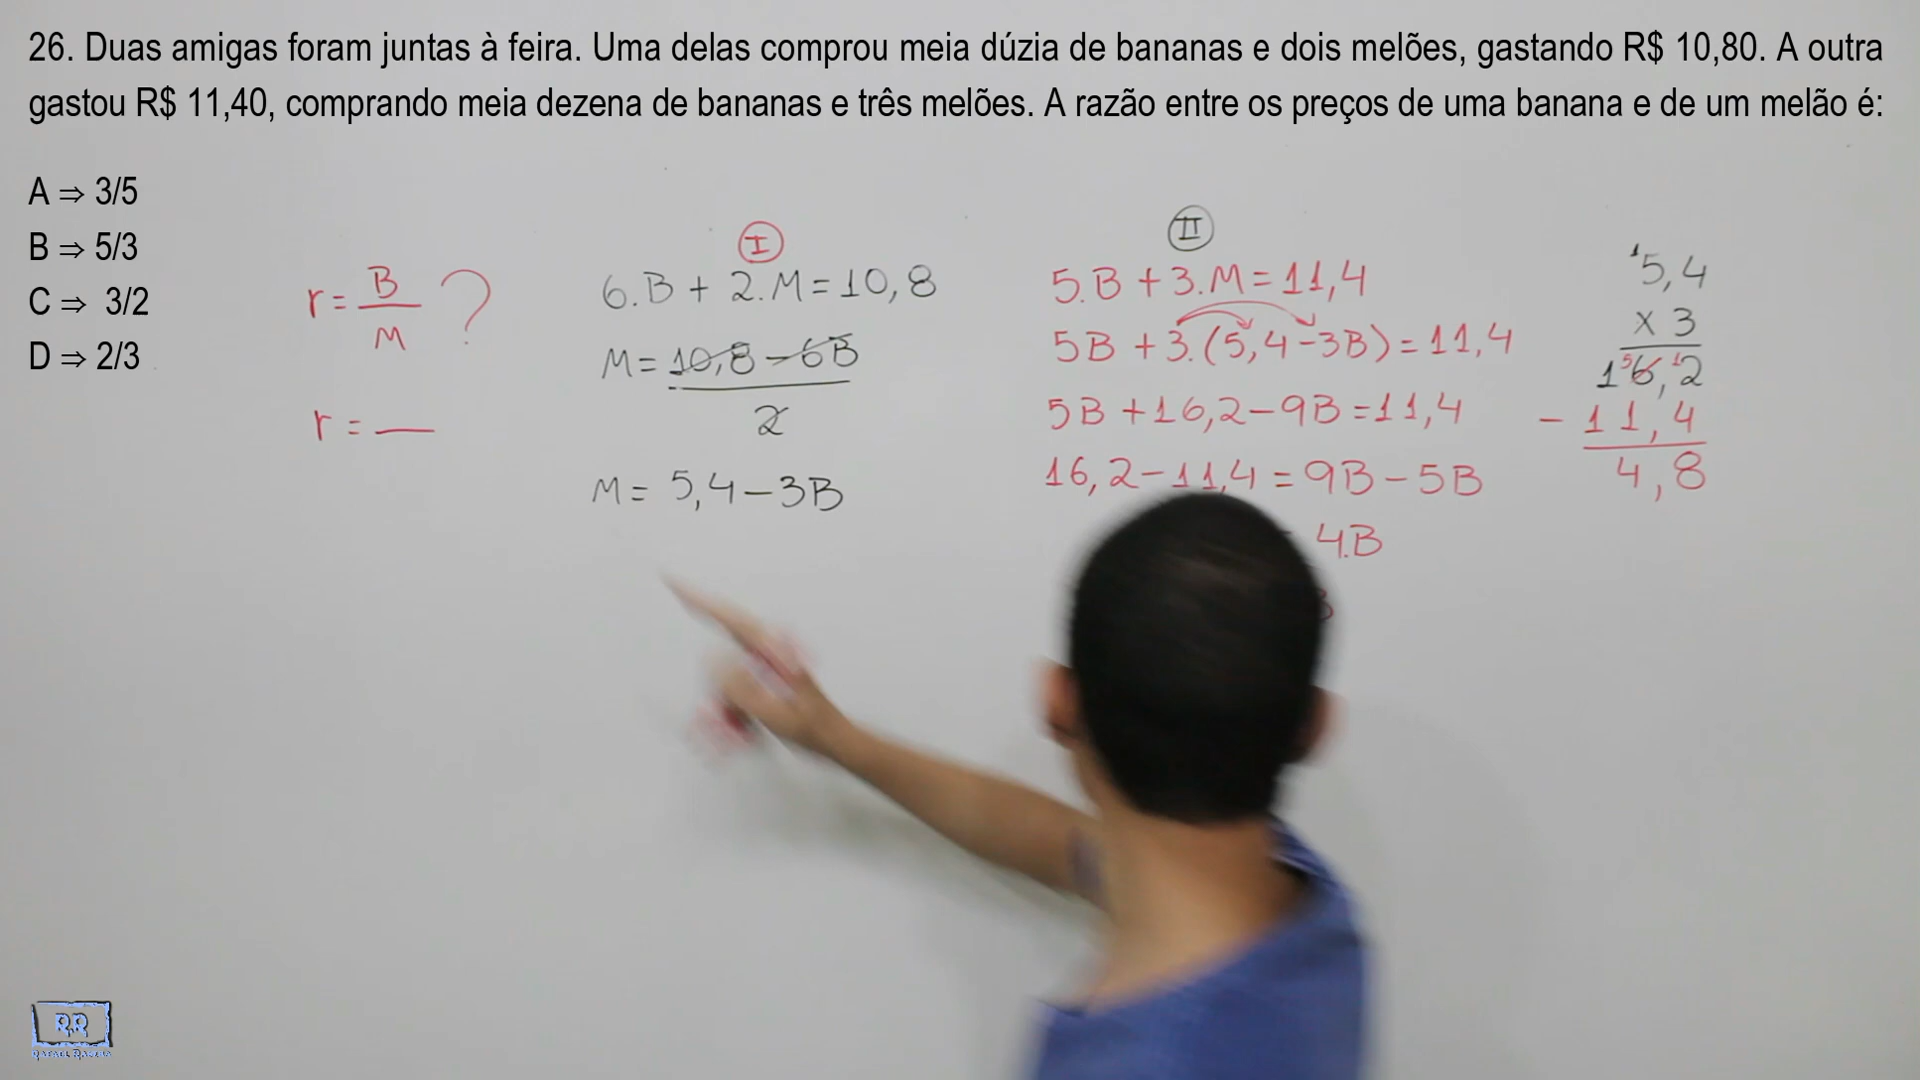 26. Duas amigas foram juntas à feira. Uma delas comprou meia dúzia de bananas e dois melões, gastando R$ 10,80. A outra
gastou R$ 11,40, comprando meia dezena de bananas e três melões. A razão entre os preços de uma banana e de um melão é:
A ⇒ 3/5
B ⇒ 5/3
C ⇒ 3/2
D ⇒ 2/3
r = B/M ?
r = —
I
6.B + 2.M = 10,8
M = 10,8 - 6B
2
M = 5,4 - 3B
II
5.B + 3.M = 11,4
5B + 3.(5,4 - 3B) = 11,4
5B + 16,2 - 9B = 11,4
16,2 - 11,4 = 9B - 5B
4.B
1
5,4
x 3
5 1
16,2
- 11,4
4,8
RR